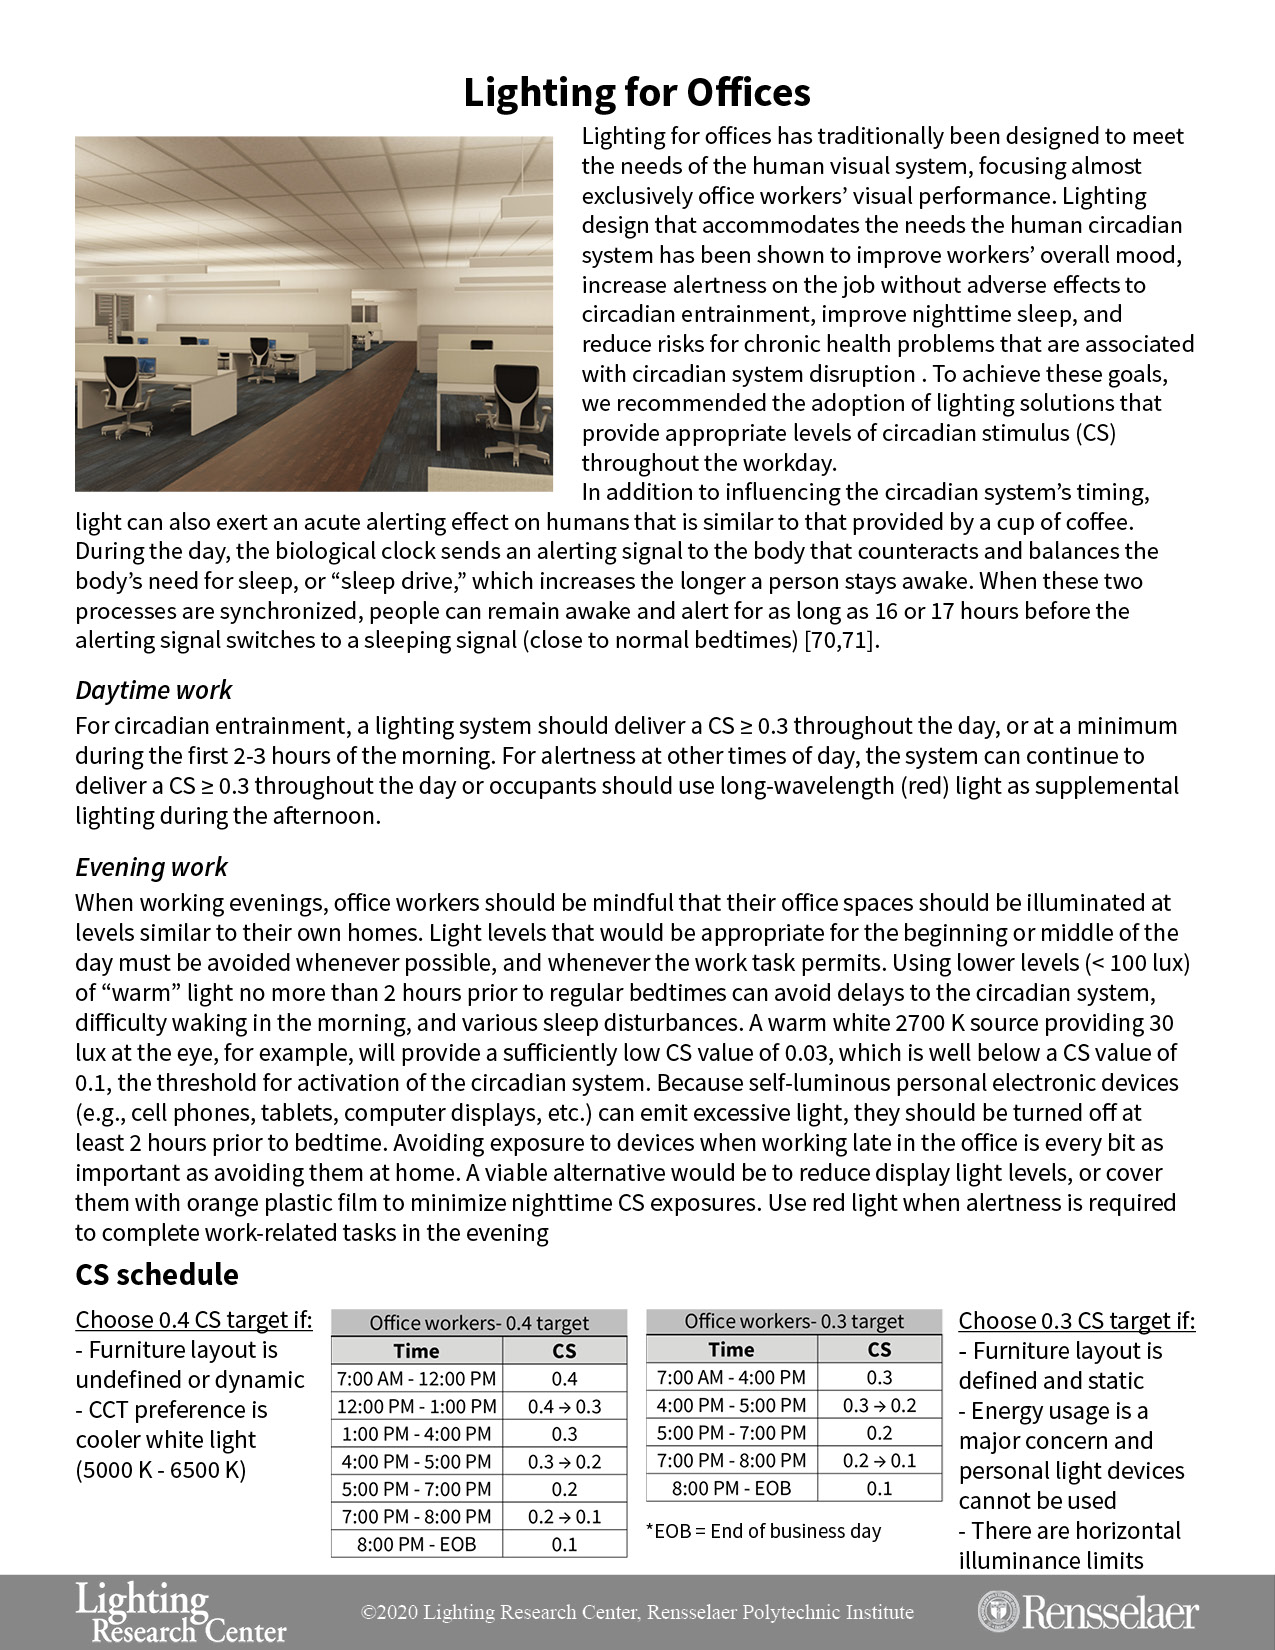 Lighting for Offices
Lighting for offices has traditionally been designed to meet
the needs of the human visual system, focusing almost
exclusively office workers’ visual performance. Lighting
design that accommodates the needs the human circadian
system has been shown to improve workers’ overall mood,
increase alertness on the job without adverse effects to
circadian entrainment, improve nighttime sleep, and
reduce risks for chronic health problems that are associated
with circadian system disruption . To achieve these goals,
we recommended the adoption of lighting solutions that
provide appropriate levels of circadian stimulus (CS)
throughout the workday.
In addition to influencing the circadian system’s timing,
light can also exert an acute alerting effect on humans that is similar to that provided by a cup of coffee.
During the day, the biological clock sends an alerting signal to the body that counteracts and balances the
body’s need for sleep, or “sleep drive,” which increases the longer a person stays awake. When these two
processes are synchronized, people can remain awake and alert for as long as 16 or 17 hours before the
alerting signal switches to a sleeping signal (close to normal bedtimes) [70,71].
Daytime work
For circadian entrainment, a lighting system should deliver a CS ≥ 0.3 throughout the day, or at a minimum
during the first 2-3 hours of the morning. For alertness at other times of day, the system can continue to
deliver a CS ≥ 0.3 throughout the day or occupants should use long-wavelength (red) light as supplemental
lighting during the afternoon.
Evening work
When working evenings, office workers should be mindful that their office spaces should be illuminated at
levels similar to their own homes. Light levels that would be appropriate for the beginning or middle of the
day must be avoided whenever possible, and whenever the work task permits. Using lower levels (< 100 lux)
of “warm” light no more than 2 hours prior to regular bedtimes can avoid delays to the circadian system,
difficulty waking in the morning, and various sleep disturbances. A warm white 2700 K source providing 30
lux at the eye, for example, will provide a sufficiently low CS value of 0.03, which is well below a CS value of
0.1, the threshold for activation of the circadian system. Because self-luminous personal electronic devices
(e.g., cell phones, tablets, computer displays, etc.) can emit excessive light, they should be turned off at
least 2 hours prior to bedtime. Avoiding exposure to devices when working late in the office is every bit as
important as avoiding them at home. A viable alternative would be to reduce display light levels, or cover
them with orange plastic film to minimize nighttime CS exposures. Use red light when alertness is required
to complete work-related tasks in the evening
CS schedule
Choose 0.4 CS target if:
- Furniture layout is
undefined or dynamic
- CCT preference is
cooler white light
(5000 K - 6500 K)
Office workers- 0.4 target
Time CS
7:00 AM - 12:00 PM 0.4
12:00 PM - 1:00 PM 0.4 → 0.3
1:00 PM - 4:00 PM 0.3
4:00 PM - 5:00 PM 0.3 → 0.2
5:00 PM - 7:00 PM 0.2
7:00 PM - 8:00 PM 0.2 → 0.1
8:00 PM - EOB 0.1
Office workers- 0.3 target
Time CS
7:00 AM - 4:00 PM 0.3
4:00 PM - 5:00 PM 0.3 → 0.2
5:00 PM - 7:00 PM 0.2
7:00 PM - 8:00 PM 0.2 → 0.1
8:00 PM - EOB 0.1
*EOB = End of business day
Choose 0.3 CS target if:
- Furniture layout is
defined and static
- Energy usage is a
major concern and
personal light devices
cannot be used
- There are horizontal
illuminance limits
Lighting
Research Center
©2020 Lighting Research Center, Rensselaer Polytechnic Institute
Rensselaer